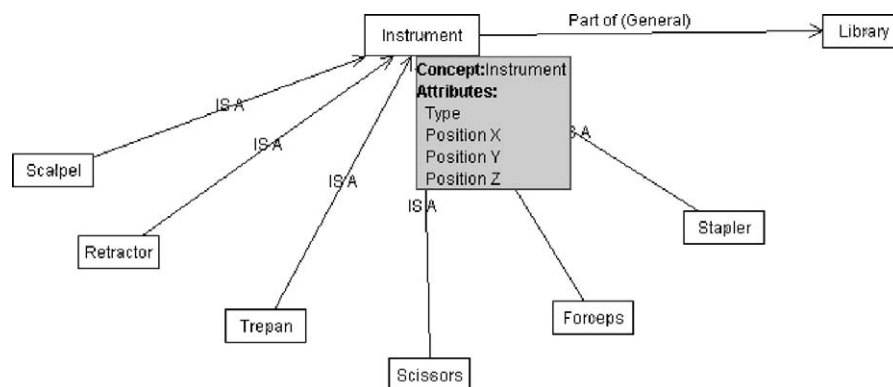 Part of (General)
Instrument
Library
Concept:Instrument
Attributes:
Type
Position X
Position Y
Position Z
IS A
IS A
IS A
IS A
Scalpel
Retractor
Trepan
Scissors
Forceps
Stapler